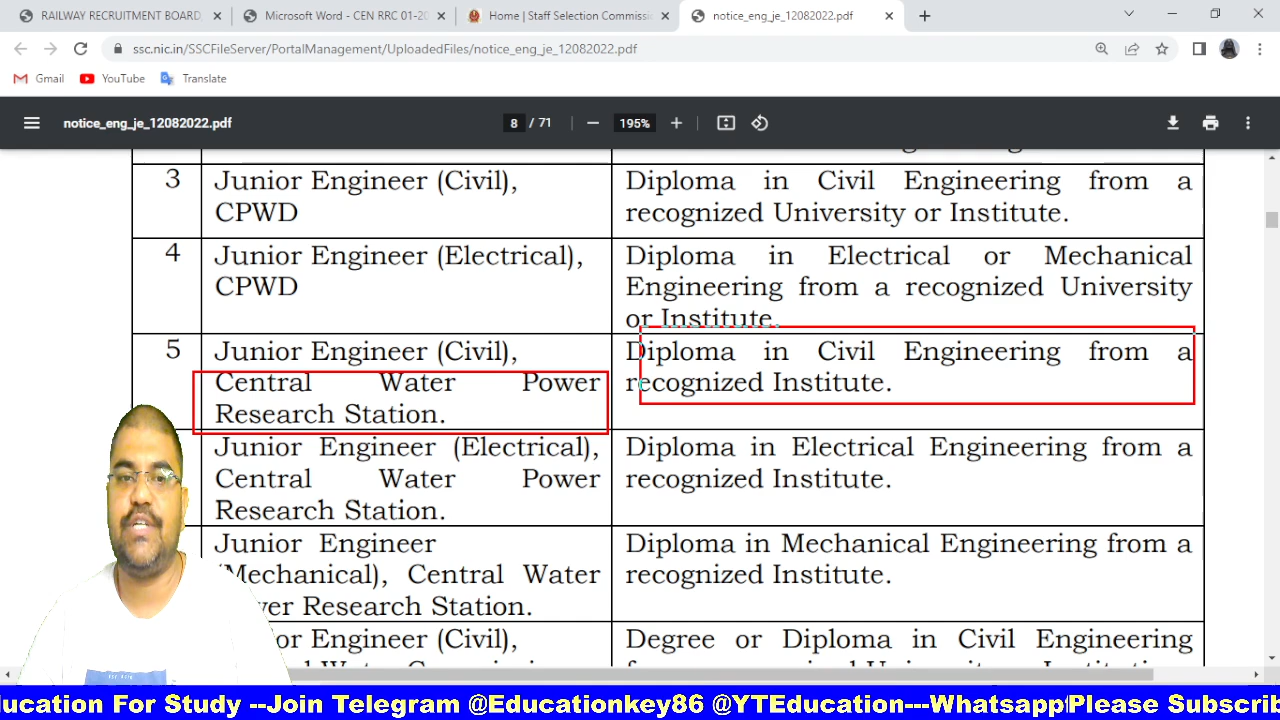 RAILWAY RECRUITMENT BOARD,
Microsoft Word - CEN RRC 01-20
Home | Staff Selection Commissi
notice_eng_je_12082022.pdf
ssc.nic.in/SSCFileServer/PortalManagement/UploadedFiles/notice_eng_je_12082022.pdf
Gmail YouTube Translate
notice_eng_je_12082022.pdf 8 / 71 195%
3 Junior Engineer (Civil), Diploma in Civil Engineering from a
CPWD recognized University or Institute.
4 Junior Engineer (Electrical), Diploma in Electrical or Mechanical
CPWD Engineering from a recognized University
or Institute.
5 Junior Engineer (Civil), Diploma in Civil Engineering from a
Central Water Power recognized Institute.
Research Station.
Junior Engineer (Electrical), Diploma in Electrical Engineering from a
Central Water Power recognized Institute.
Research Station.
Junior Engineer Diploma in Mechanical Engineering from a
Mechanical), Central Water recognized Institute.
Research Station.
Engineer (Civil), Degree or Diploma in Civil Engineering
ucation For Study --Join Telegram @Educationkey86 @YTEducation---Whatsapp Please Subscrib